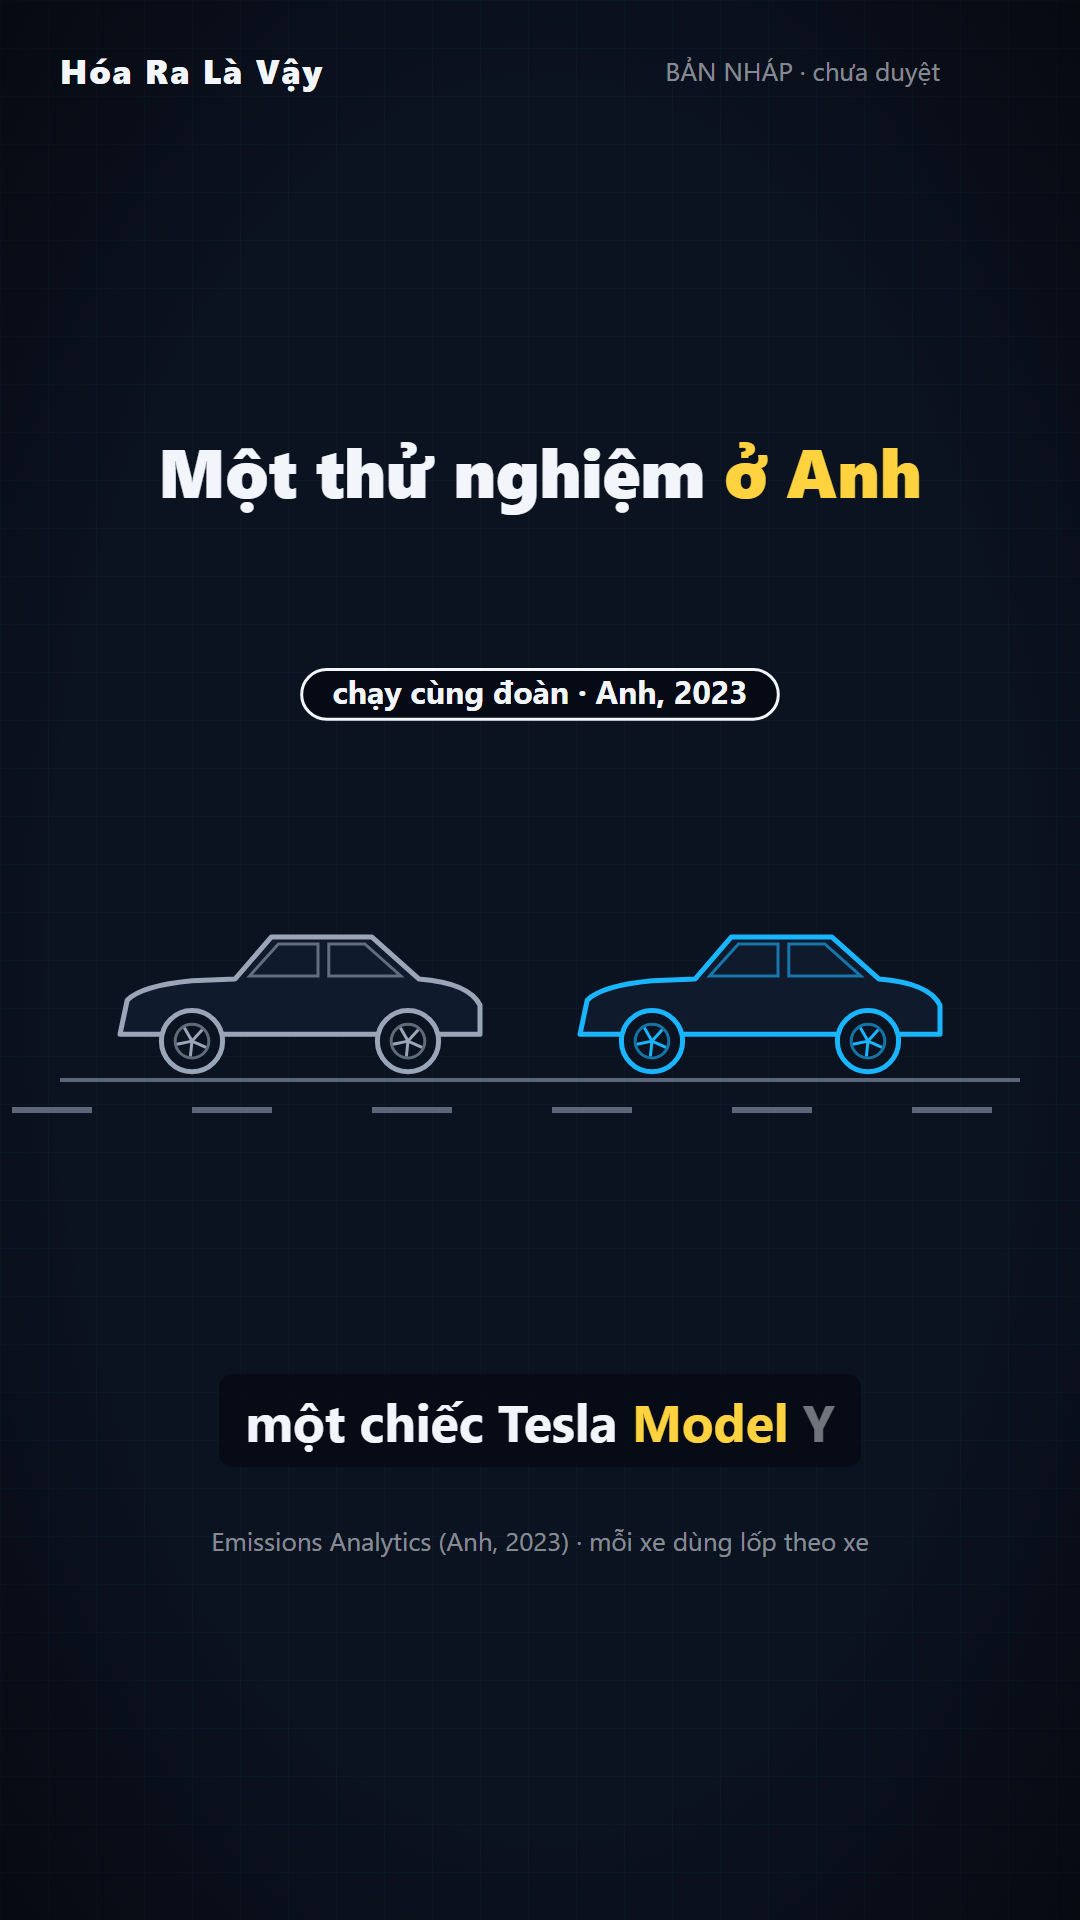 Hóa Ra Là Vậy
BẢN NHÁP · chưa duyệt
Một thử nghiệm ở Anh
chạy cùng đoàn · Anh, 2023
một chiếc Tesla Model Y
Emissions Analytics (Anh, 2023) · mỗi xe dùng lốp theo xe